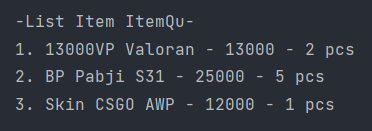 -List Item ItemQu-
1. 13000VP Valoran - 13000 - 2 pcs
2. BP Pabji S31 - 25000 - 5 pcs
3. Skin CSGO AWP - 12000 - 1 pcs